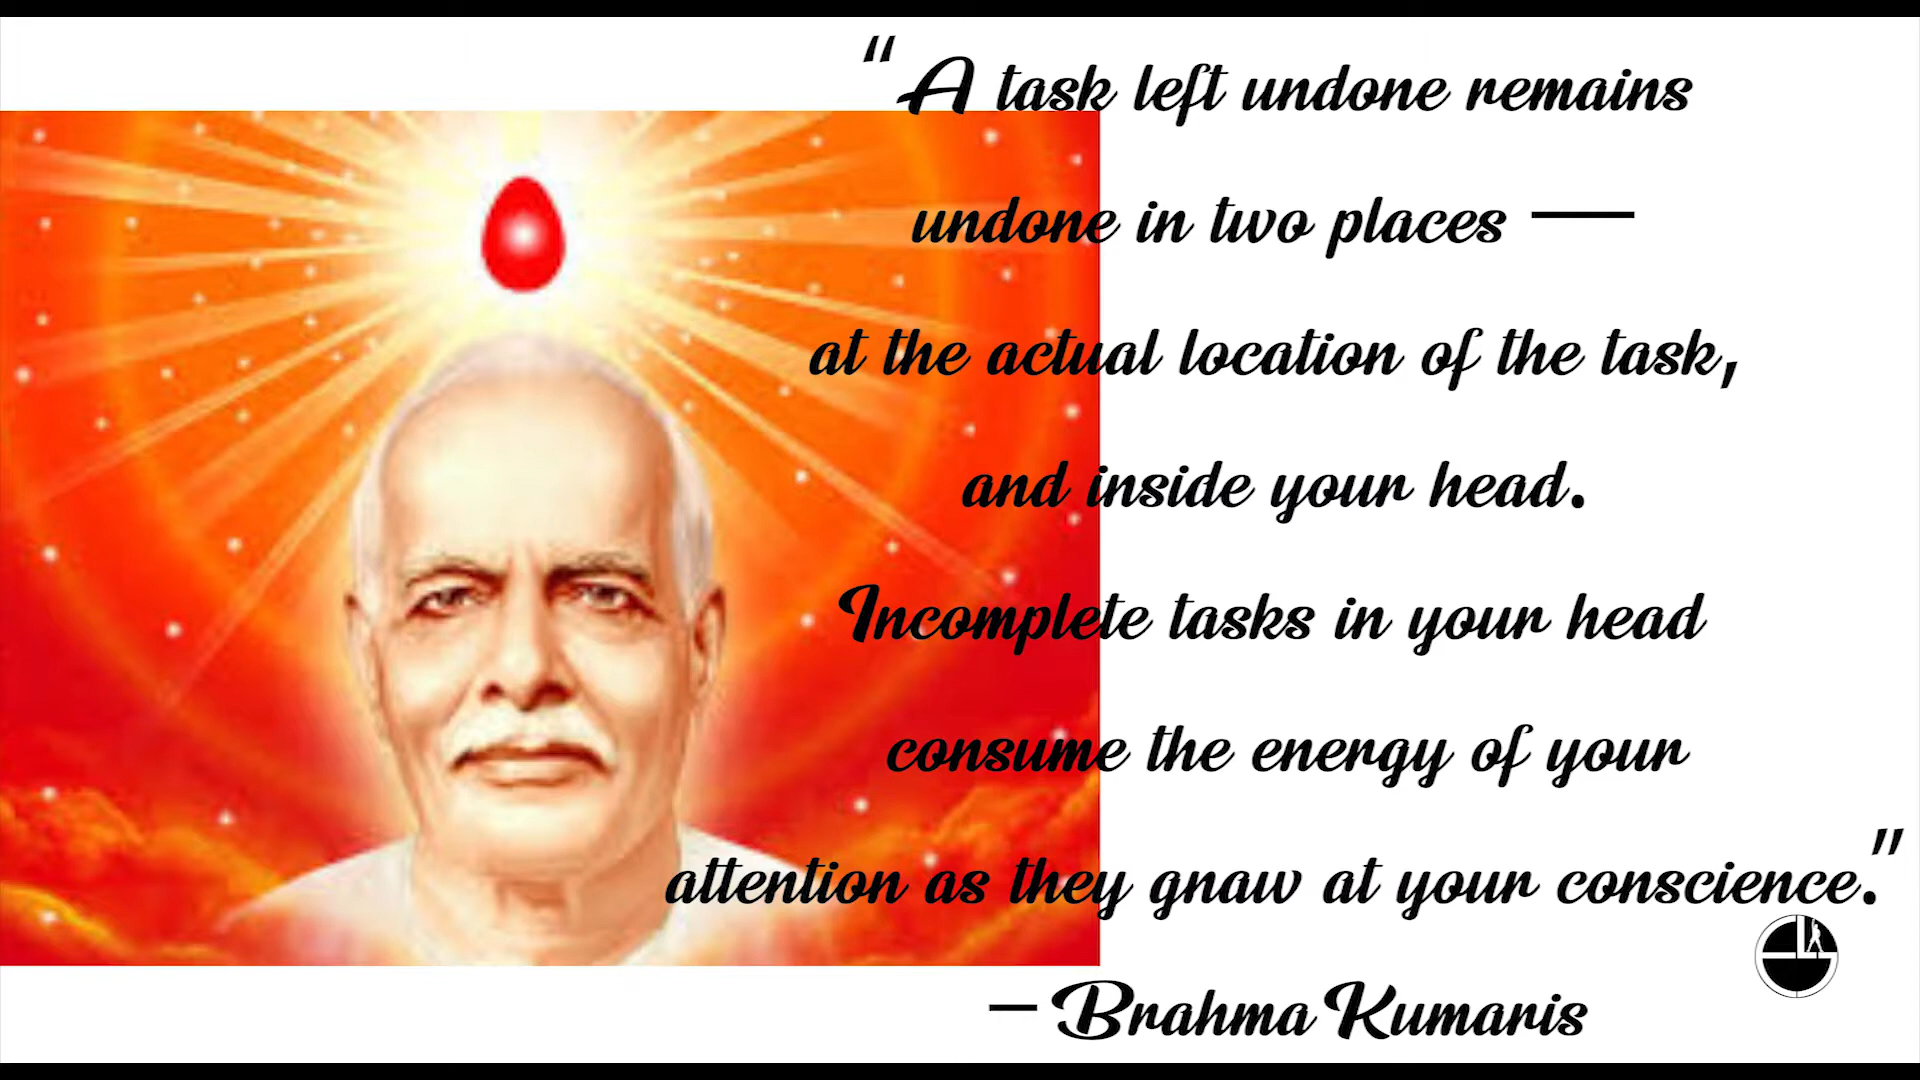 "A task left undone remains
undone in two places —
at the actual location of the task,
and inside your head.
Incomplete tasks in your head
consume the energy of your
attention as they gnaw at your conscience."
– Brahma Kumaris